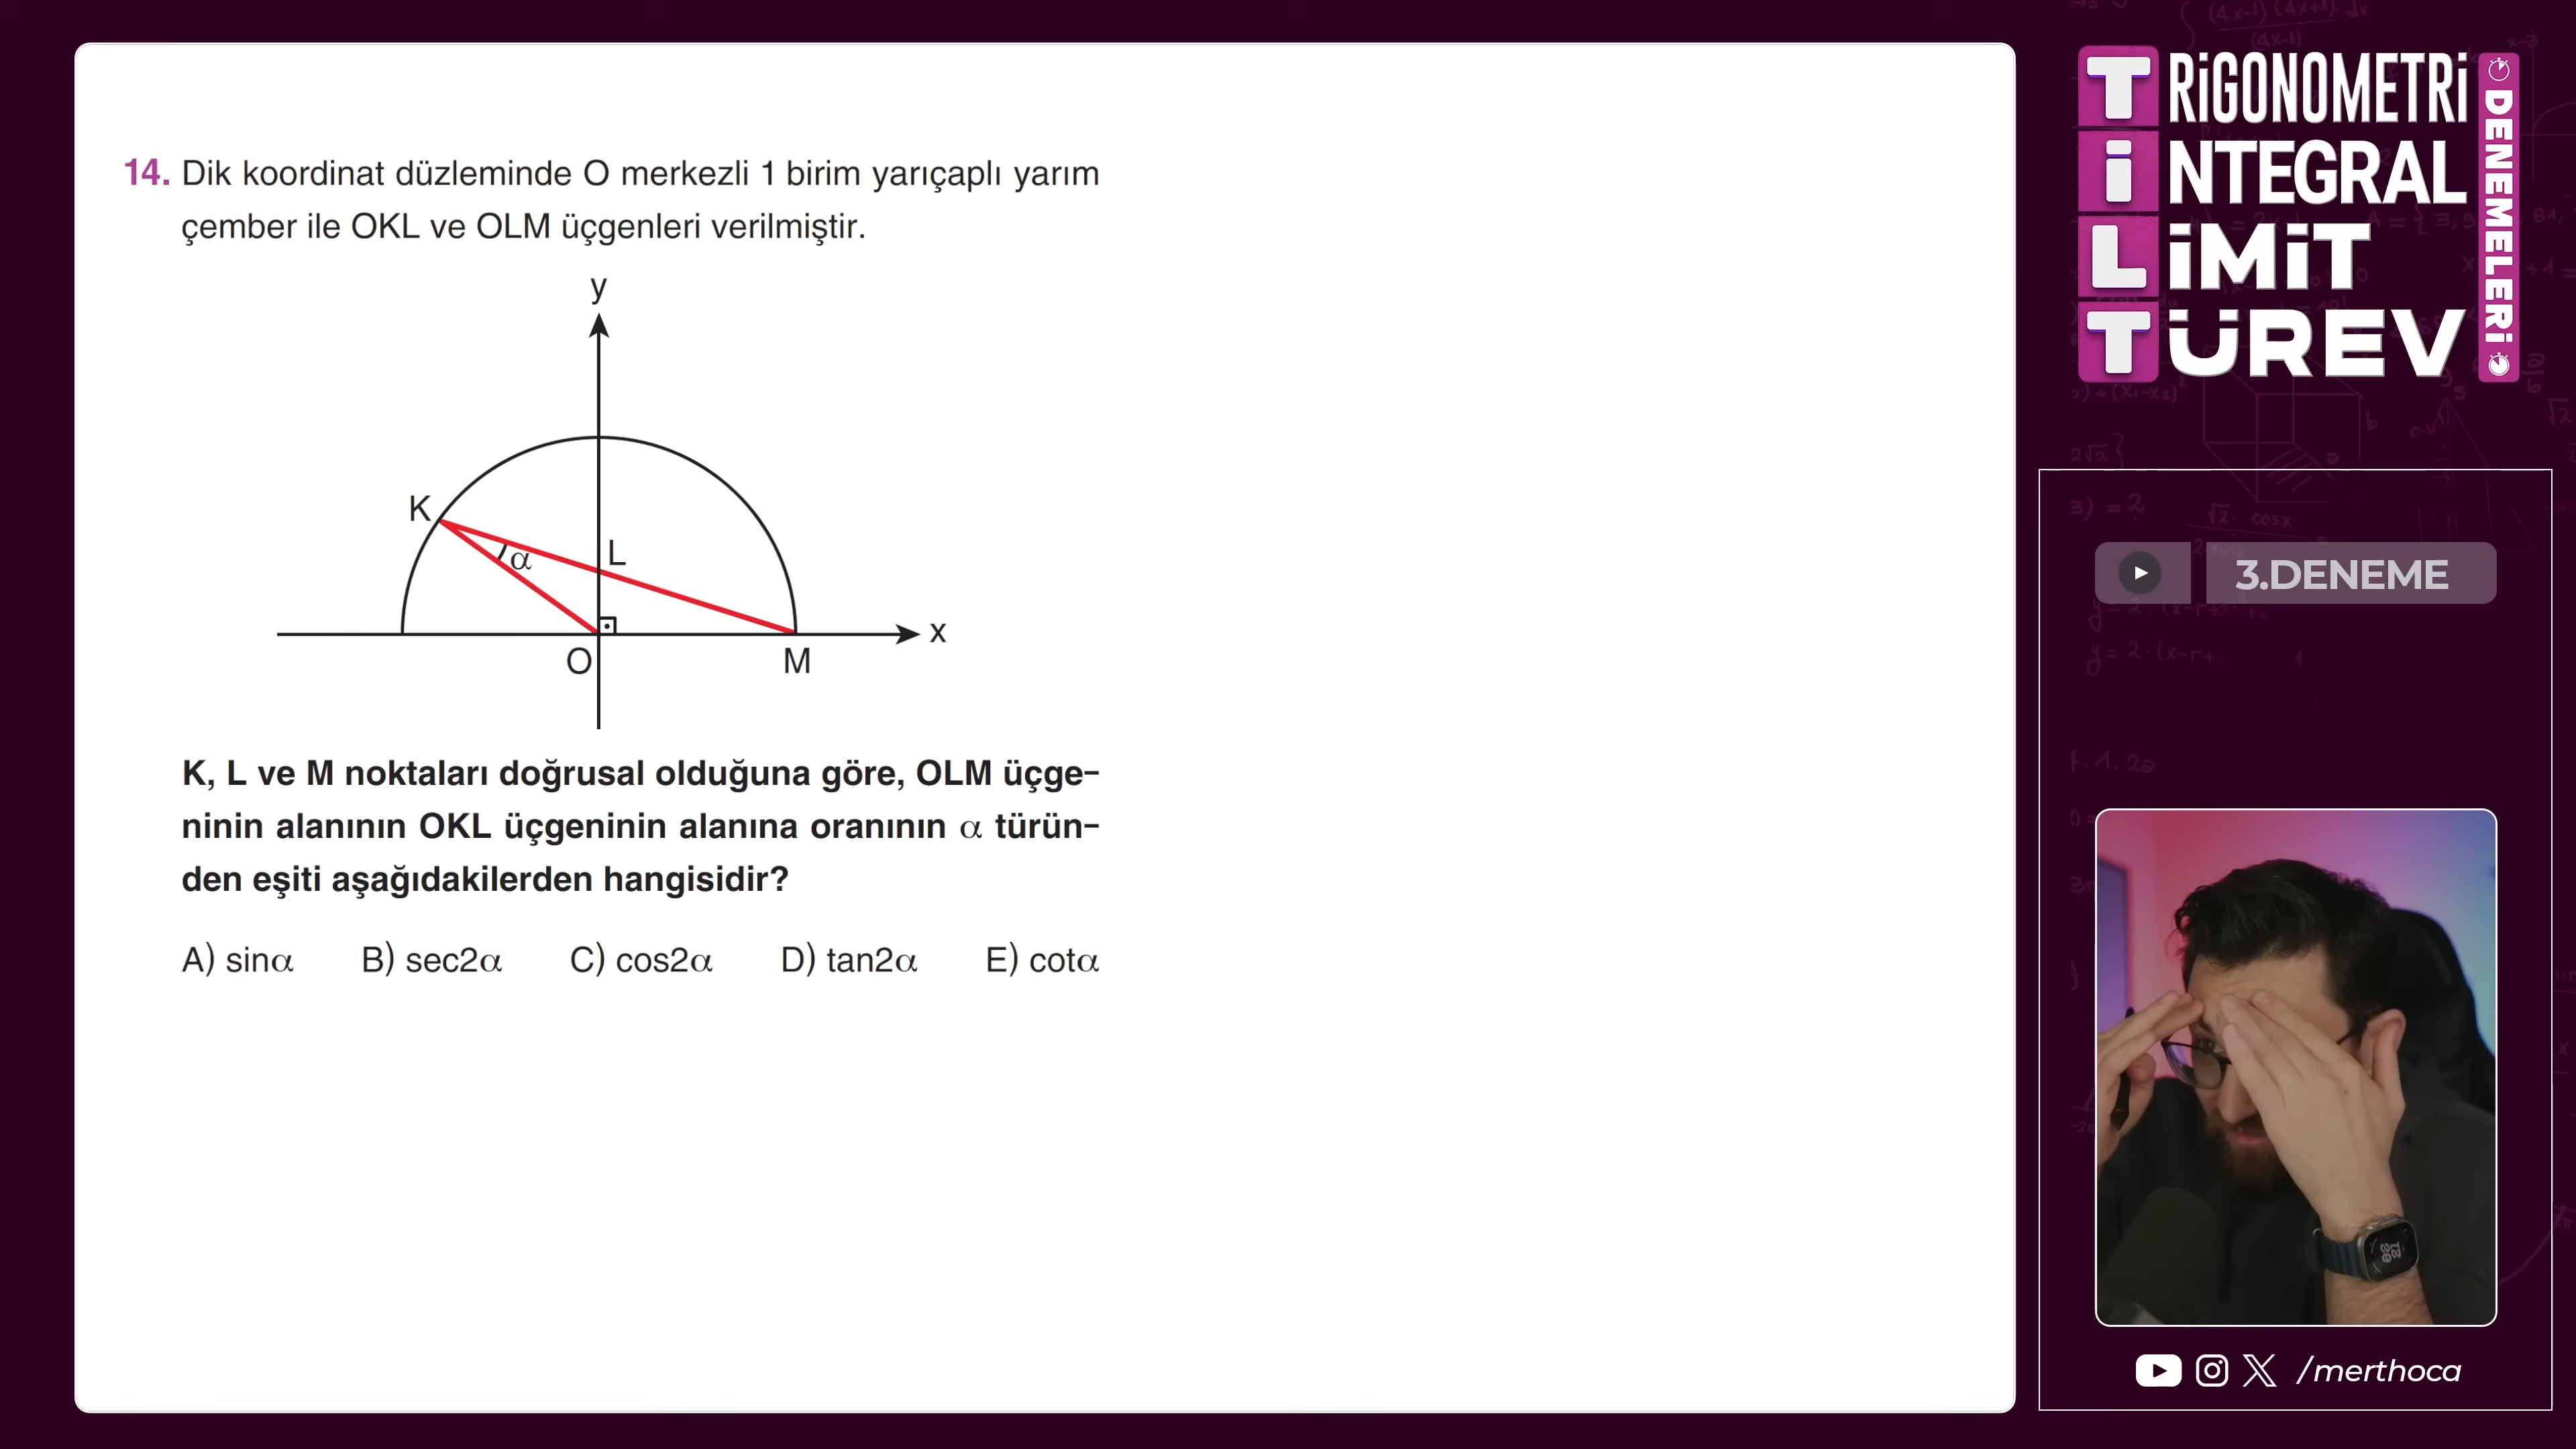 14. Dik koordinat düzleminde O merkezli 1 birim yarıçaplı yarım
çember ile OKL ve OLM üçgenleri verilmiştir.
y
K
α
L
x
O
M
K, L ve M noktaları doğrusal olduğuna göre, OLM üçge-
ninin alanının OKL üçgeninin alanına oranının α türün-
den eşiti aşağıdakilerden hangisidir?
A) sinα B) sec2α C) cos2α D) tan2α E) cotα
TRİGONOMETRİ
İNTEGRAL
LİMİT
TÜREV
DENEMELERİ
3.DENEME
/merthoca